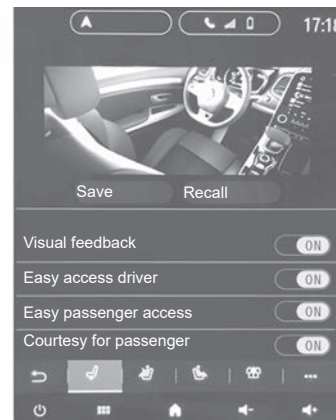 17:18
Save Recall
Visual feedback ON
Easy access driver ON
Easy passenger access ON
Courtesy for passenger ON